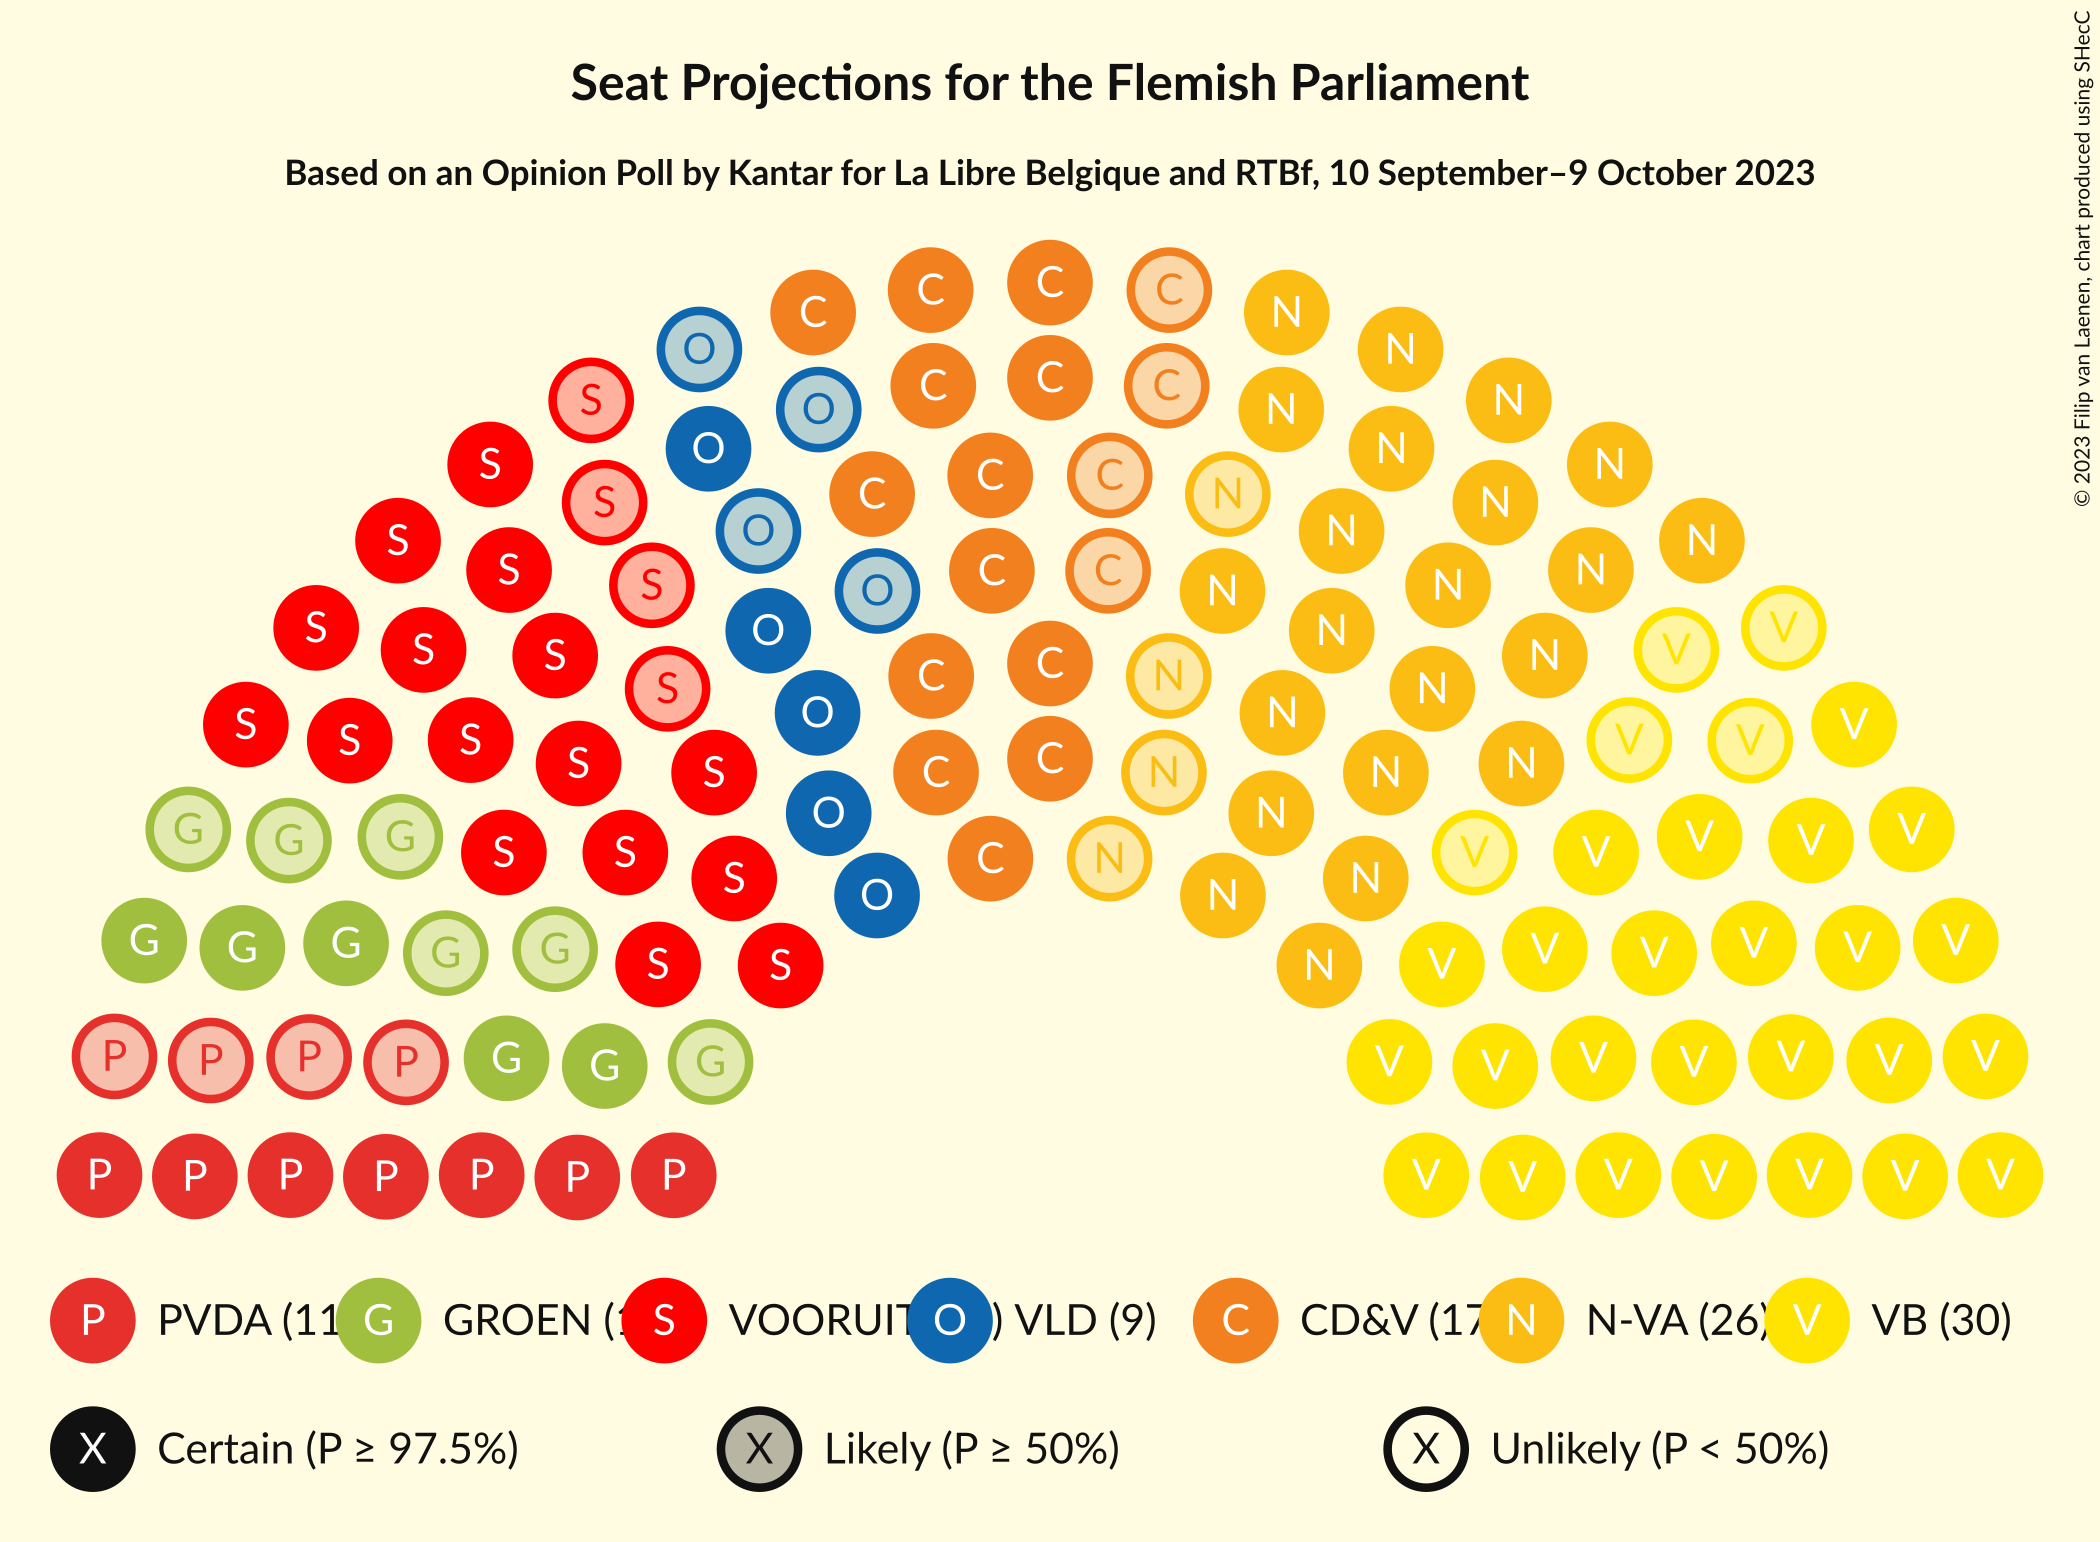 Seat Projections for the Flemish Parliament
Based on an Opinion Poll by Kantar for La Libre Belgique and RTBf, 10 September–9 October 2023
© 2023 Filip van Laenen, chart produced using SHecC
C C C C N
O N
S O C C C N N
S S O C C C N N N N
S S S O O C C N N N N N
S S S S O C C N N N N V V
S S S S S O C C N N N N V V V
G G G S S S O O C N N N N V V V V V
G G G G G S S N V V V V V V
P P P P G G G V V V V V V V
P P P P P P P V V V V V V V
P PVDA (11 G GROEN (1 S VOORUIT O ) VLD (9) C CD&V (17 N N-VA (26) V VB (30)
X Certain (P ≥ 97.5%) X Likely (P ≥ 50%) X Unlikely (P < 50%)